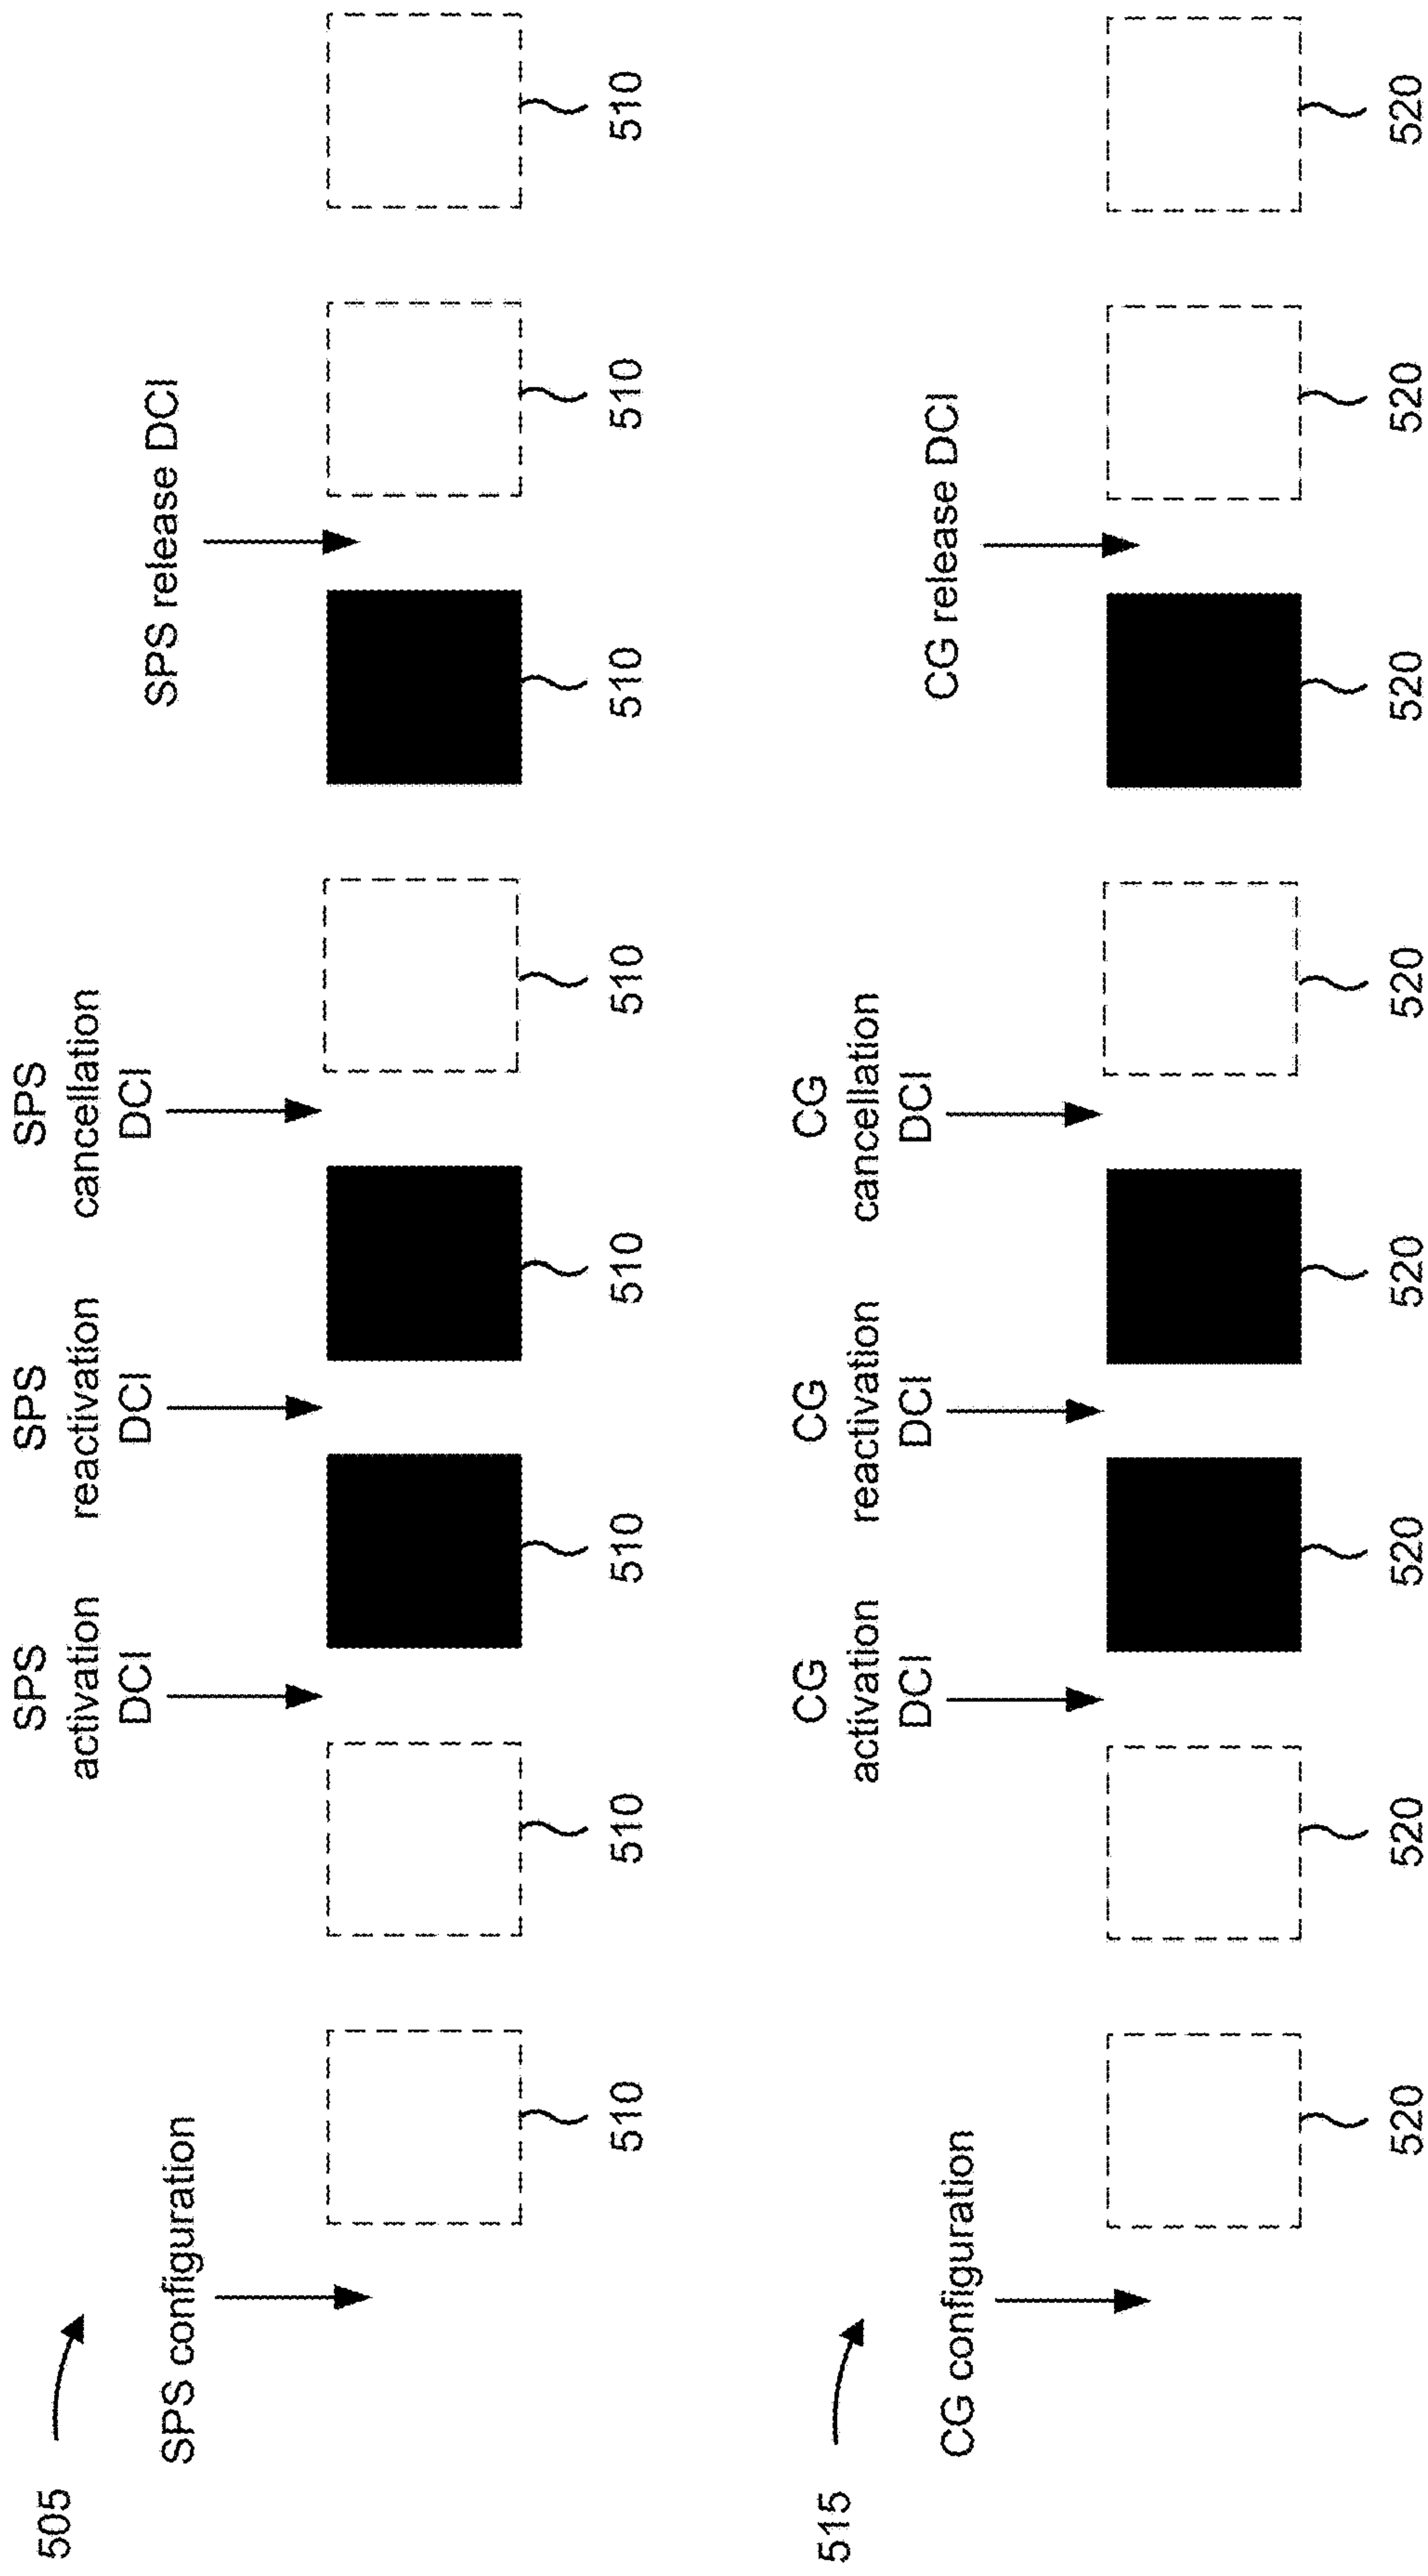 505
SPS configuration
SPS
activation
DCI
SPS
reactivation
DCI
SPS
cancellation
DCI
SPS release DCI
510
510
510
510
510
510
510
510
515
CG configuration
CG
activation
DCI
CG
reactivation
DCI
CG
cancellation
DCI
CG release DCI
520
520
520
520
520
520
520
520